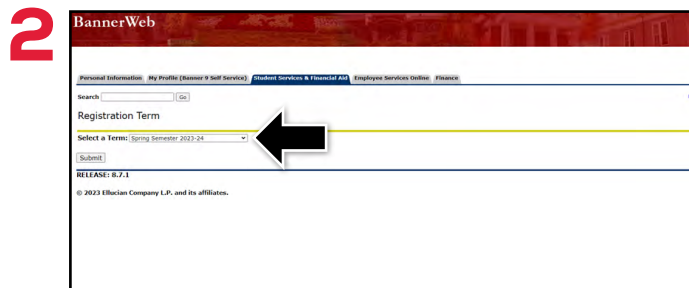 2
BannerWeb
Personal Information My Profile (Banner 9 Self Service) Student Services & Financial Aid Employee Services Online Finance
Search Go
Registration Term
Select a Term: Spring Semester 2023-24
Submit
RELEASE: 8.7.1
© 2023 Ellucian Company L.P. and its affiliates.